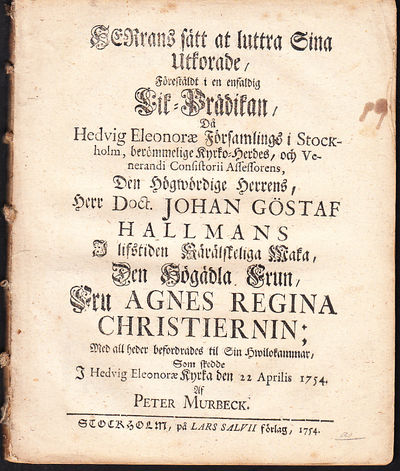 HERrans sätt at luttra Sina
Utkorade,
Förestäldt i en enfaldig
Lik-Prädikan,
Då
Hedvig Eleonoræ Församlings i Stock-
holm, berömmelige Kyrko-Herdes, och Ve-
nerandi Consistorii Assessorens,
Den Högwördige Herrens,
Herr Doct. JOHAN GÖSTAF
HALLMANS
I lifstiden Kärälskeliga Maka,
Den Högädla Frun,
Fru AGNES REGINA
CHRISTIERNIN;
Med all heder befordrades til Sin Hwilokammar,
Som skedde
I Hedvig Eleonoræ Kyrka den 22 Aprilis 1754.
Af
PETER MURBECK.
STOCKHOLM, på LARS SALVII förlag, 1754.